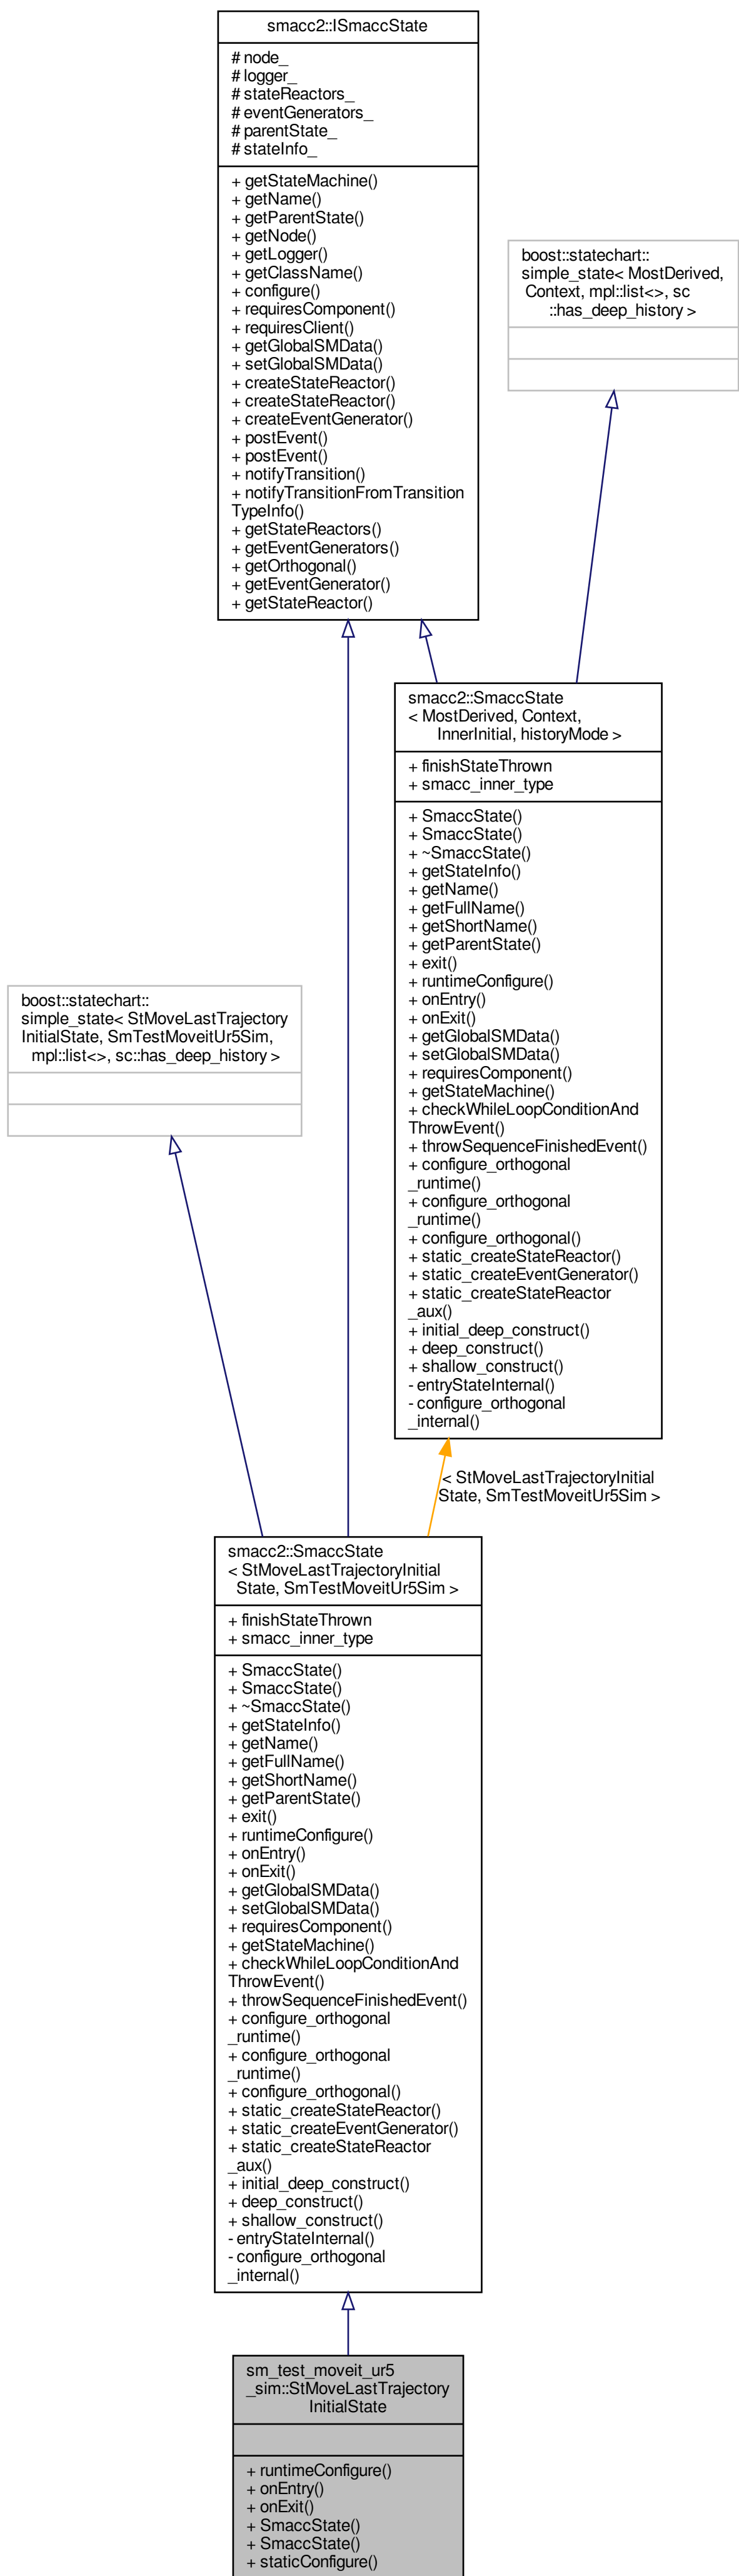 smacc2::ISmaccState
# node_
# logger_
# stateReactors_
# eventGenerators_
# parentState_
# stateInfo_
+ getStateMachine()
+ getName()
+ getParentState()
+ getNode()
+ getLogger()
+ getClassName()
+ configure()
+ requiresComponent()
+ requiresClient()
+ getGlobalSMData()
+ setGlobalSMData()
+ createStateReactor()
+ createStateReactor()
+ createEventGenerator()
+ postEvent()
+ postEvent()
+ notifyTransition()
+ notifyTransitionFromTransition
TypeInfo()
+ getStateReactors()
+ getEventGenerators()
+ getOrthogonal()
+ getEventGenerator()
+ getStateReactor()
boost::statechart::
simple_state< MostDerived,
Context, mpl::list<>, sc
::has_deep_history >
smacc2::SmaccState
< MostDerived, Context,
InnerInitial, historyMode >
+ finishStateThrown
+ smacc_inner_type
+ SmaccState()
+ SmaccState()
+ ~SmaccState()
+ getStateInfo()
+ getName()
+ getFullName()
+ getShortName()
+ getParentState()
+ exit()
+ runtimeConfigure()
+ onEntry()
+ onExit()
+ getGlobalSMData()
+ setGlobalSMData()
+ requiresComponent()
+ getStateMachine()
+ checkWhileLoopConditionAnd
ThrowEvent()
+ throwSequenceFinishedEvent()
+ configure_orthogonal
_runtime()
+ configure_orthogonal
_runtime()
+ configure_orthogonal()
+ static_createStateReactor()
+ static_createEventGenerator()
+ static_createStateReactor
_aux()
+ initial_deep_construct()
+ deep_construct()
+ shallow_construct()
- entryStateInternal()
- configure_orthogonal
_internal()
boost::statechart::
simple_state< StMoveLastTrajectory
InitialState, SmTestMoveitUr5Sim,
mpl::list<>, sc::has_deep_history >
< StMoveLastTrajectoryInitial
State, SmTestMoveitUr5Sim >
smacc2::SmaccState
< StMoveLastTrajectoryInitial
State, SmTestMoveitUr5Sim >
+ finishStateThrown
+ smacc_inner_type
+ SmaccState()
+ SmaccState()
+ ~SmaccState()
+ getStateInfo()
+ getName()
+ getFullName()
+ getShortName()
+ getParentState()
+ exit()
+ runtimeConfigure()
+ onEntry()
+ onExit()
+ getGlobalSMData()
+ setGlobalSMData()
+ requiresComponent()
+ getStateMachine()
+ checkWhileLoopConditionAnd
ThrowEvent()
+ throwSequenceFinishedEvent()
+ configure_orthogonal
_runtime()
+ configure_orthogonal
_runtime()
+ configure_orthogonal()
+ static_createStateReactor()
+ static_createEventGenerator()
+ static_createStateReactor
_aux()
+ initial_deep_construct()
+ deep_construct()
+ shallow_construct()
- entryStateInternal()
- configure_orthogonal
_internal()
sm_test_moveit_ur5
_sim::StMoveLastTrajectory
InitialState
+ runtimeConfigure()
+ onEntry()
+ onExit()
+ SmaccState()
+ SmaccState()
+ staticConfigure()